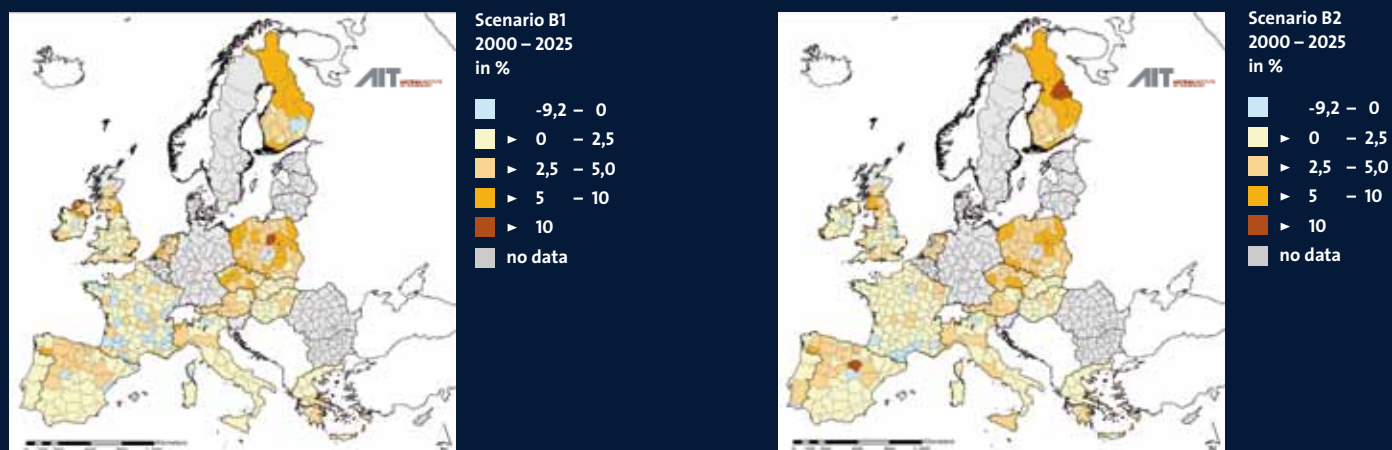 Scenario B1
2000 – 2025
in %
-9,2 – 0
► 0 – 2,5
► 2,5 – 5,0
► 5 – 10
► 10
no data
AIT
Scenario B2
2000 – 2025
in %
-9,2 – 0
► 0 – 2,5
► 2,5 – 5,0
► 5 – 10
► 10
no data
AIT